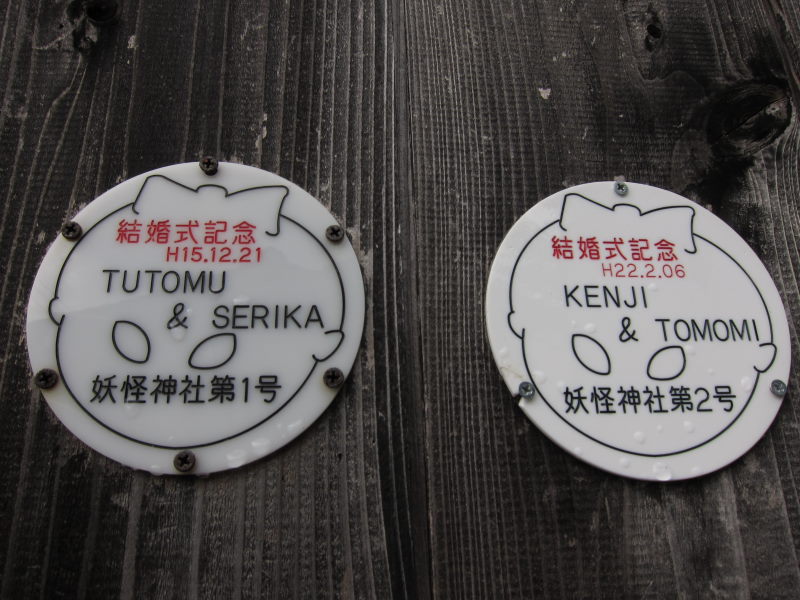 結婚式記念
H15.12.21
TUTOMU
& SERIKA
妖怪神社第1号
結婚式記念
H22.2.06
KENJI
& TOMOMI
妖怪神社第2号